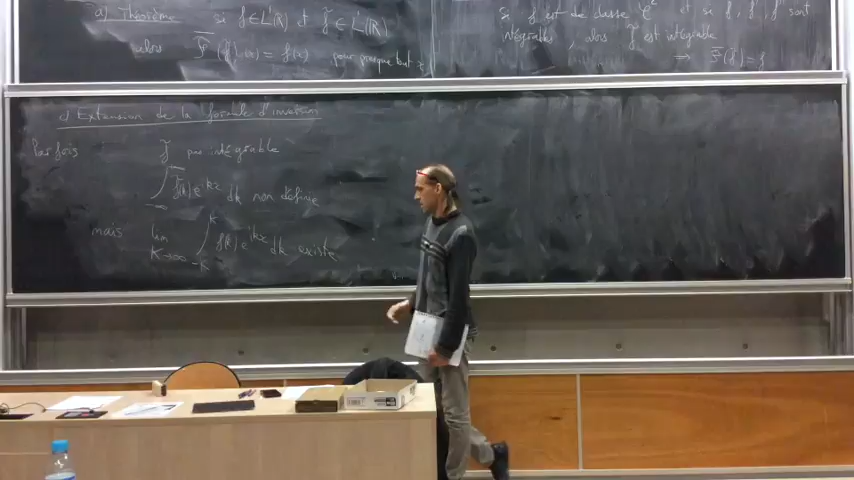 a) Théorème si f ∈ L¹(ℝ) et f̃ ∈ L¹(ℝ)
alors F̄(f̃)(x) = f(x) pour presque tout x
Si f est de classe C² et si f, f', f'' sont
intégrables, alors f̃ est intégrable
⟹ F̄(f̃) = f
c) Extension de la formule d'inversion
Parfois f̃ pas intégrable
∫_{-∞}^{∞} f̃(k) e^{ikx} dk non définie
mais lim_{K→∞} ∫_{-K}^{K} f̃(k) e^{ikx} dk existe